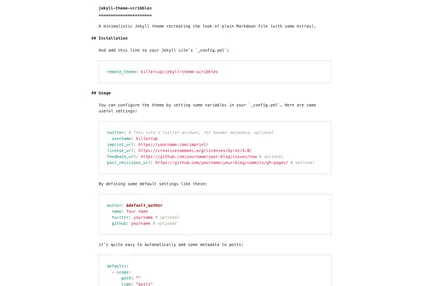 jekyll-theme-scribbles
======================
A minimalistic Jekyll theme recreating the look of plain Markdown file (with some extras).
## Installation
And add this line to your Jekyll site's `_config.yml`:
remote_theme: killercup/jekyll-theme-scribbles
## Usage
You can configure the theme by setting some variables in your `_config.yml`. Here are some
useful settings:
twitter: # This site's Twitter account, for header metadata, optional
username: killercup
imprint_url: https://yourname.com/imprint/
license_url: https://creativecommons.org/licenses/by-nc/4.0/
feedback_url: https://github.com/yourname/your-blog/issues/new # optional
post_revisions_url: https://github.com/yourname/your-blog/commits/gh-pages/ # optional
By defining some default settings like these:
author: &default_author
name: Your name
twitter: yourname # optional
github: yourname # optional
it's quite easy to automatically add some metadata to posts:
defaults:
- scope:
path: ""
type: "posts"